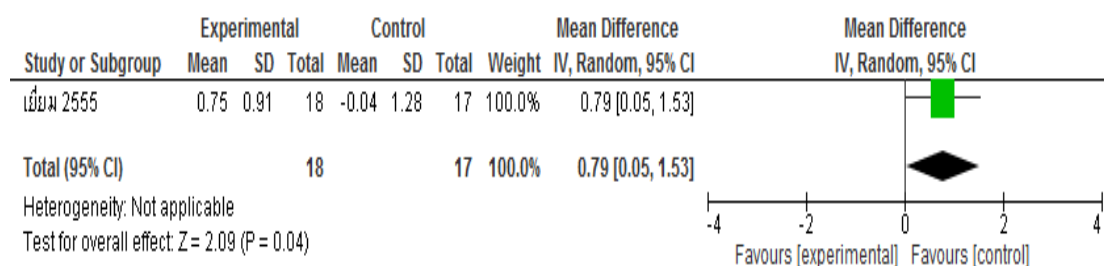 Experimental Control Mean Difference Mean Difference
Study or Subgroup Mean SD Total Mean SD Total Weight IV, Random, 95% CI IV, Random, 95% CI
เยี่ยม 2555 0.75 0.91 18 -0.04 1.28 17 100.0% 0.79 [0.05, 1.53]
Total (95% CI) 18 17 100.0% 0.79 [0.05, 1.53]
Heterogeneity: Not applicable
Test for overall effect: Z = 2.09 (P = 0.04)
-4 -2 0 2 4
Favours [experimental] Favours [control]